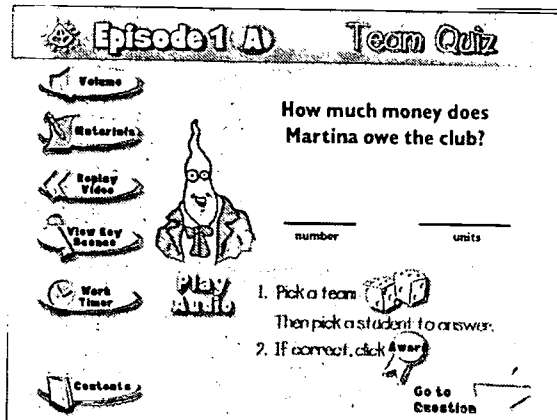 Episode 1 (A)
Team Quiz
Volume
Materials
Replay
Video
View Key
Scenes
Work
Timer
Contents
How much money does
Martina owe the club?
number
units
Play
Audio
1. Pick a team
Then pick a student to answer.
2. If correct, click Award
Go to
Question